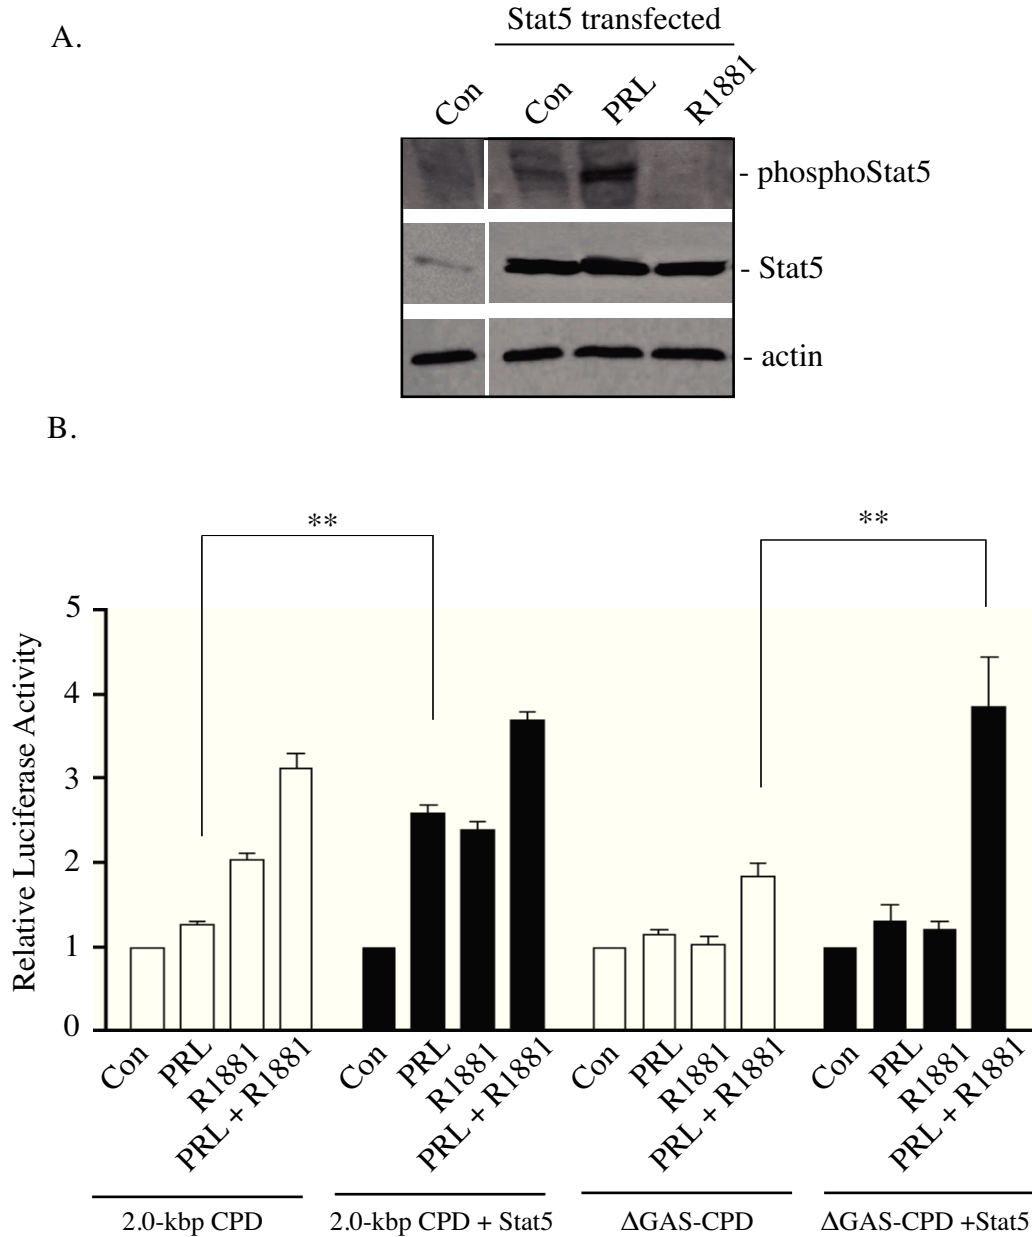 A.
Stat5 transfected
Con
Con
PRL
R1881
- phosphoStat5
- Stat5
- actin
B.
**
**
Relative Luciferase Activity
5
4
3
2
1
0
Con
PRL
R1881
PRL + R1881
Con
PRL
R1881
PRL + R1881
Con
PRL
R1881
PRL + R1881
Con
PRL
R1881
PRL + R1881
2.0-kbp CPD
2.0-kbp CPD + Stat5
ΔGAS-CPD
ΔGAS-CPD +Stat5